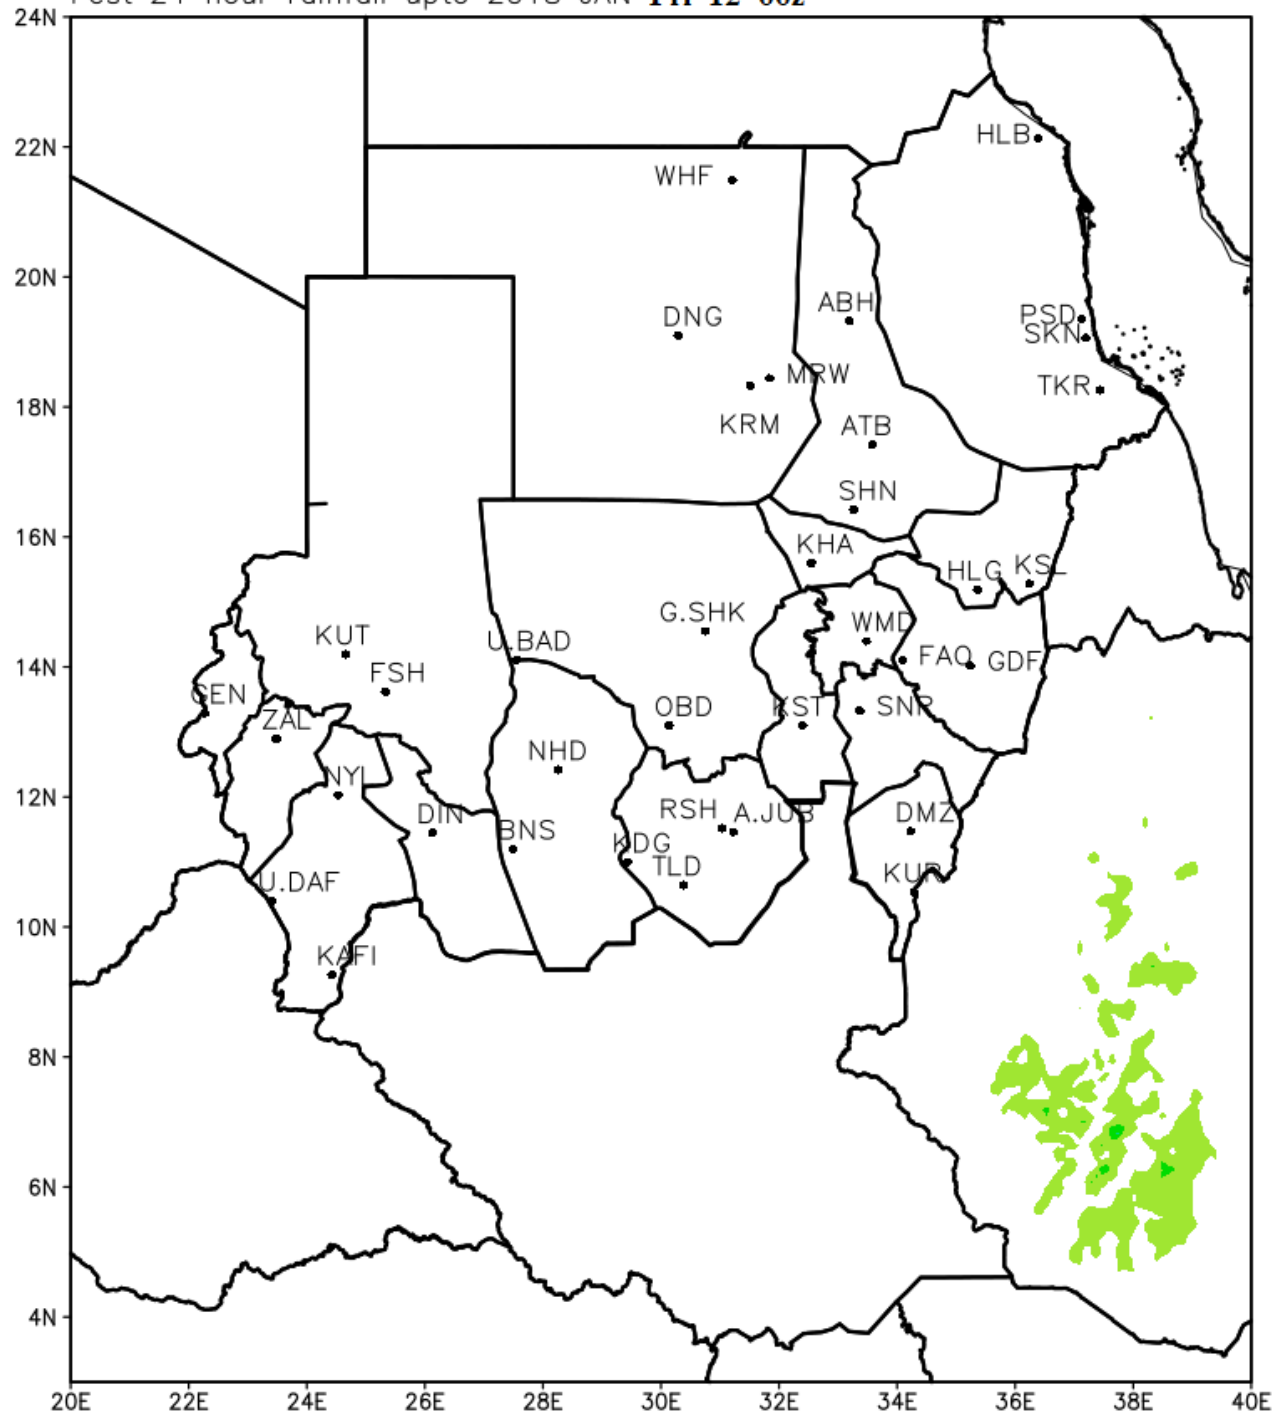 24N
22N
20N
18N
16N
14N
12N
10N
8N
6N
4N
20E 22E 24E 26E 28E 30E 32E 34E 36E 38E 40E
HLB
WHF
ABH
DNG
PSD
SKN
MRW
TKR
KRM
ATB
SHN
KHA
HLG
KSL
G.SHK
WMD
KUT
U.BAD
FAO
GDF
FSH
GEN
OBD
KST
SNR
ZAL
NHD
NYL
RSH
A.JUB
DMZ
DIN
BNS
KDG
TLD
KUR
U.DAF
KAFI